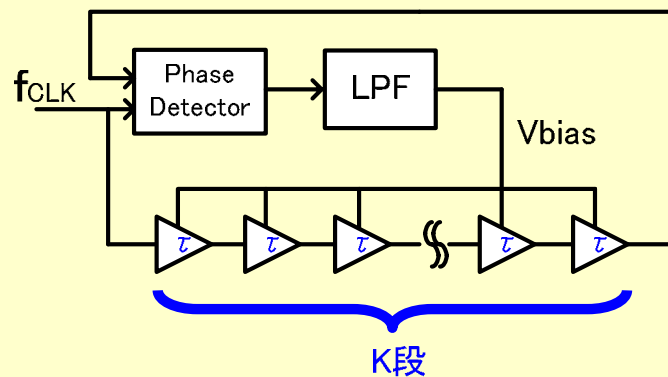 Phase
Detector
LPF
fCLK
Vbias
τ
τ
τ
τ
τ
K段